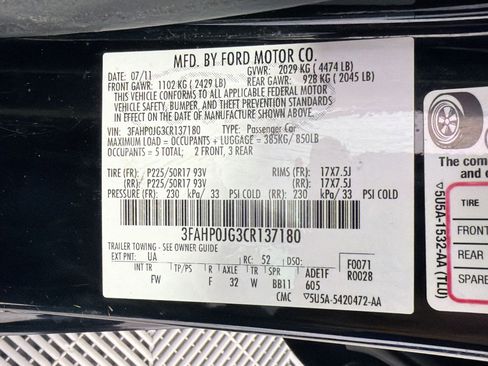 MFD. BY FORD MOTOR CO.
DATE: 07/11 GVWR: 2029 KG ( 4474 LB)
FRONT GAWR: 1102 KG ( 2429 LB) REAR GAWR: 928 KG ( 2045 LB)
THIS VEHICLE CONFORMS TO ALL APPLICABLE FEDERAL MOTOR
VEHICLE SAFETY, BUMPER, AND THEFT PREVENTION STANDARDS
IN EFFECT ON THE DATE OF MANUFACTURE SHOWN ABOVE
VIN: 3FAHP0JG3CR137180 TYPE: Passenger Car
MAXIMUM LOAD = OCCUPANTS + LUGGAGE = 385KG/ 850LB
OCCUPANTS = 5 TOTAL; 2 FRONT, 3 REAR
TIRE (FR): P225/50R17 93V RIMS (FR): 17X7.5J
(RR): P225/50R17 93V (RR): 17X7.5J
PRESSURE (FR): 230 kPa/ 33 PSI COLD (RR): 230 kPa/ 33 PSI COLD
3FAHP0JG3CR137180
TRAILER TOWING - SEE OWNER GUIDE
EXT PNT: UA RC: 52 DSO: F0071
R0028
INT TR TP/PS R AXLE TR SPR ADE1F
FW F 32 W BB11 605
CMC 5U5A-5420472-AA
5U5A-1532-AA (TLO)
The com
TIRE
FRONT
REAR
SPARE